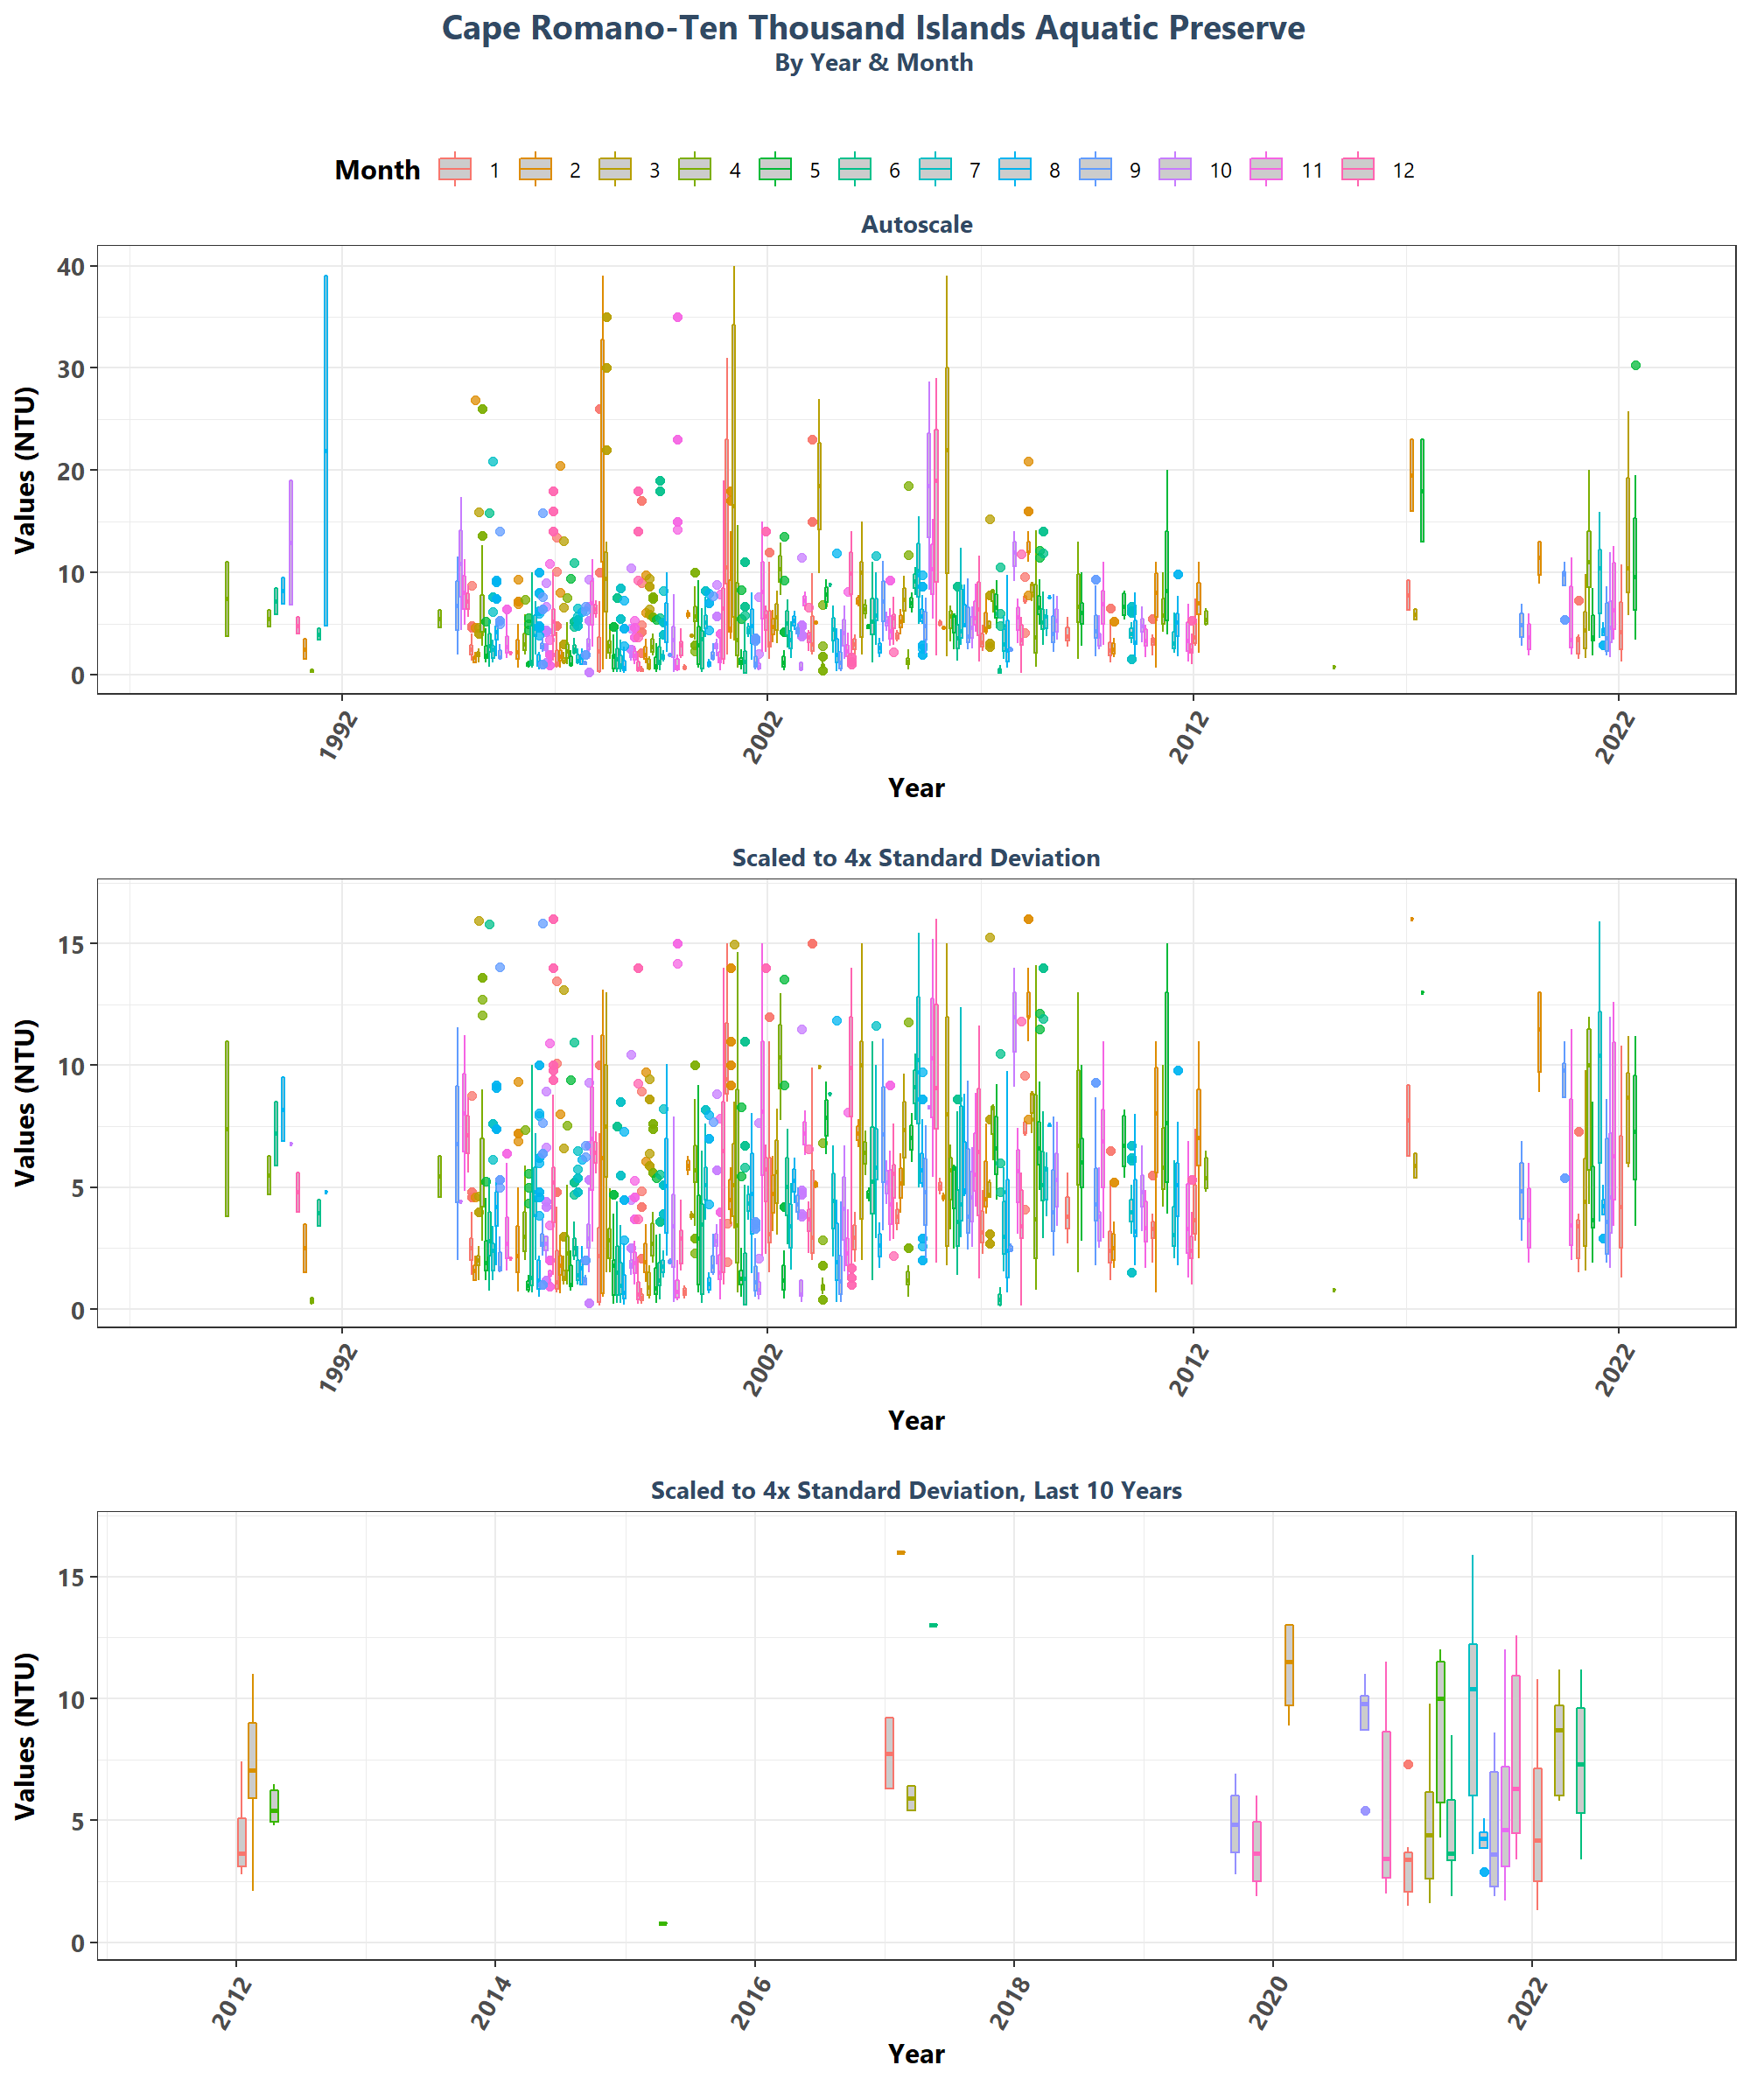 Cape Romano-Ten Thousand Islands Aquatic Preserve
By Year & Month
Month 1 2 3 4 5 6 7 8 9 10 11 12
Autoscale
Values (NTU)
40
30
20
10
0
1992 2002 2012 2022
Year
Scaled to 4x Standard Deviation
Values (NTU)
15
10
5
0
1992 2002 2012 2022
Year
Scaled to 4x Standard Deviation, Last 10 Years
Values (NTU)
15
10
5
0
2012 2014 2016 2018 2020 2022
Year